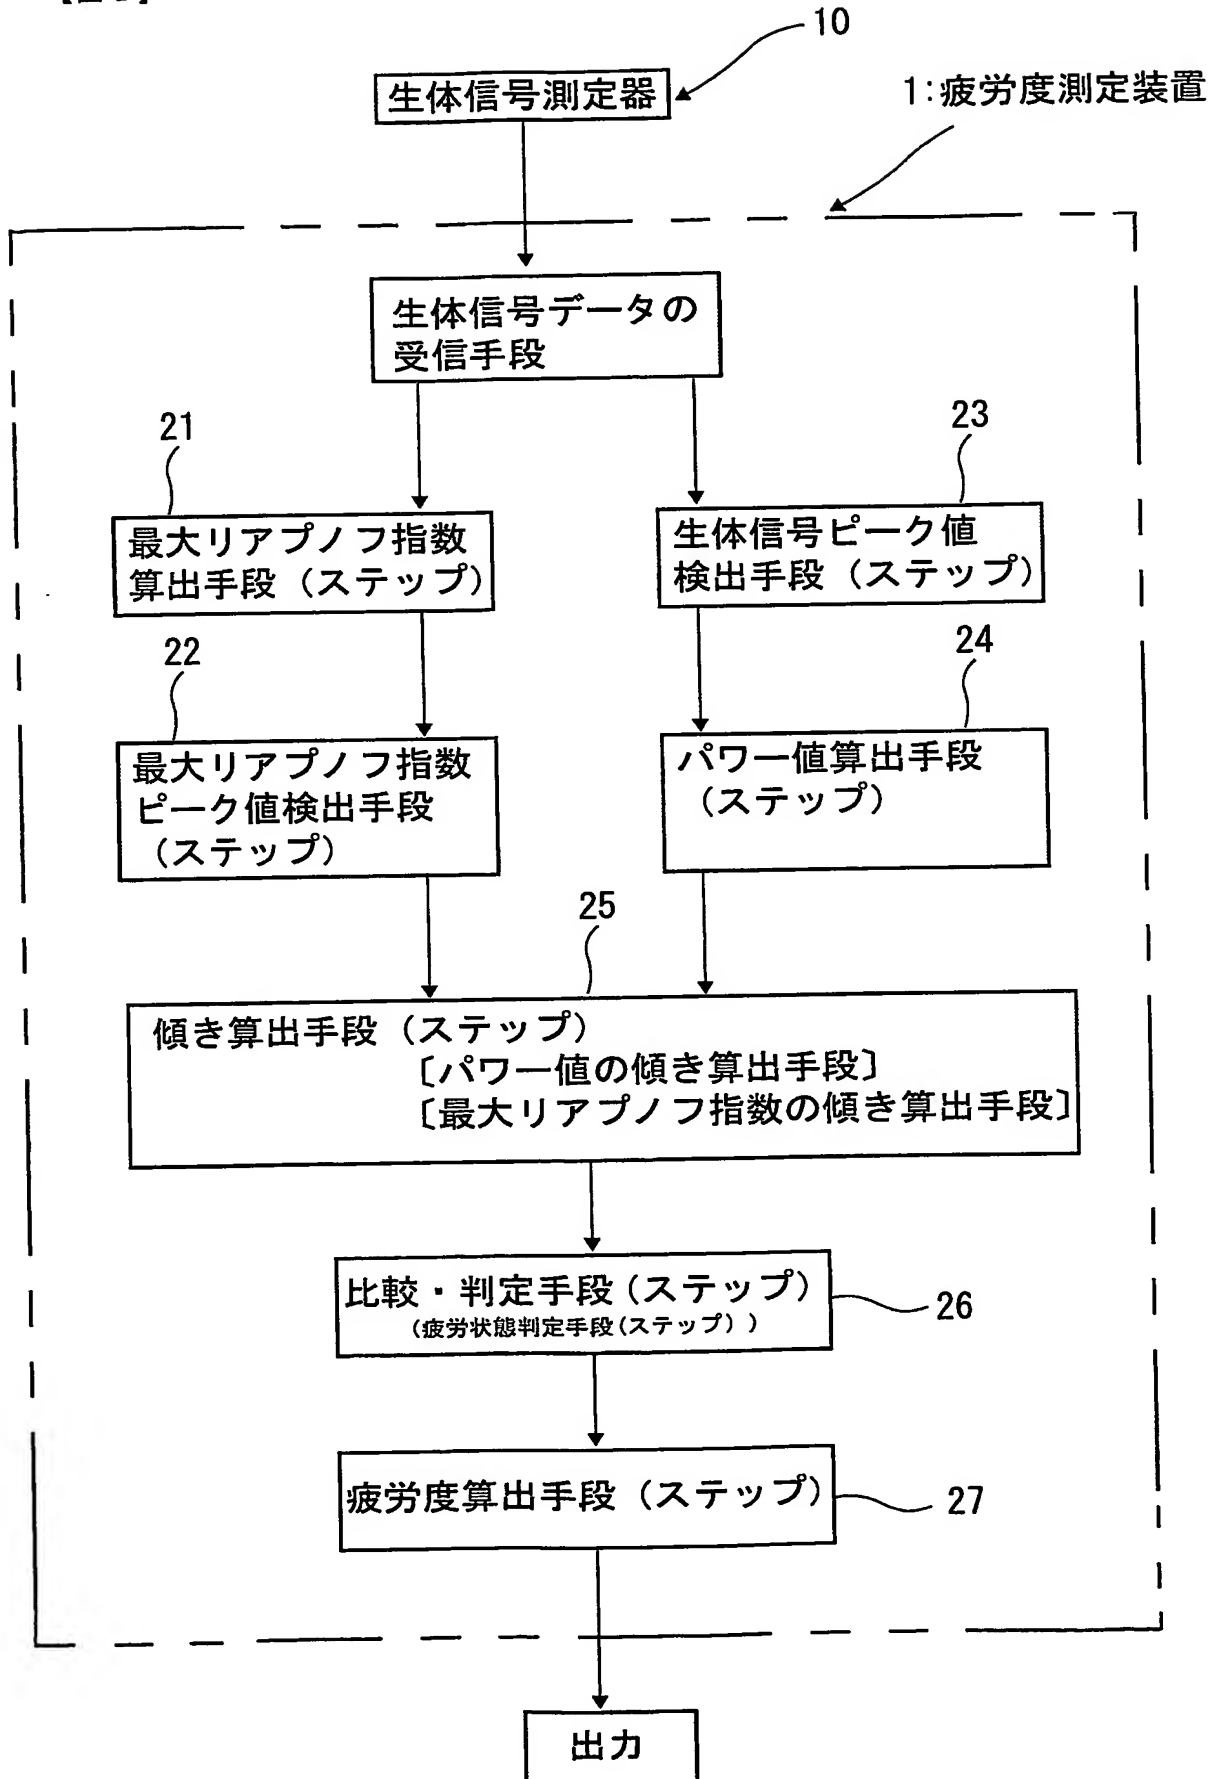 10
生体信号測定器
1:疲労度測定装置
生体信号データの
受信手段
21
23
最大リアプノフ指数
算出手段（ステップ）
生体信号ピーク値
検出手段（ステップ）
22
24
最大リアプノフ指数
ピーク値検出手段
（ステップ）
パワー値算出手段
（ステップ）
25
傾き算出手段（ステップ）
〔パワー値の傾き算出手段〕
〔最大リアプノフ指数の傾き算出手段〕
比較・判定手段（ステップ）
（疲労状態判定手段（ステップ））
26
疲労度算出手段（ステップ）
27
出力